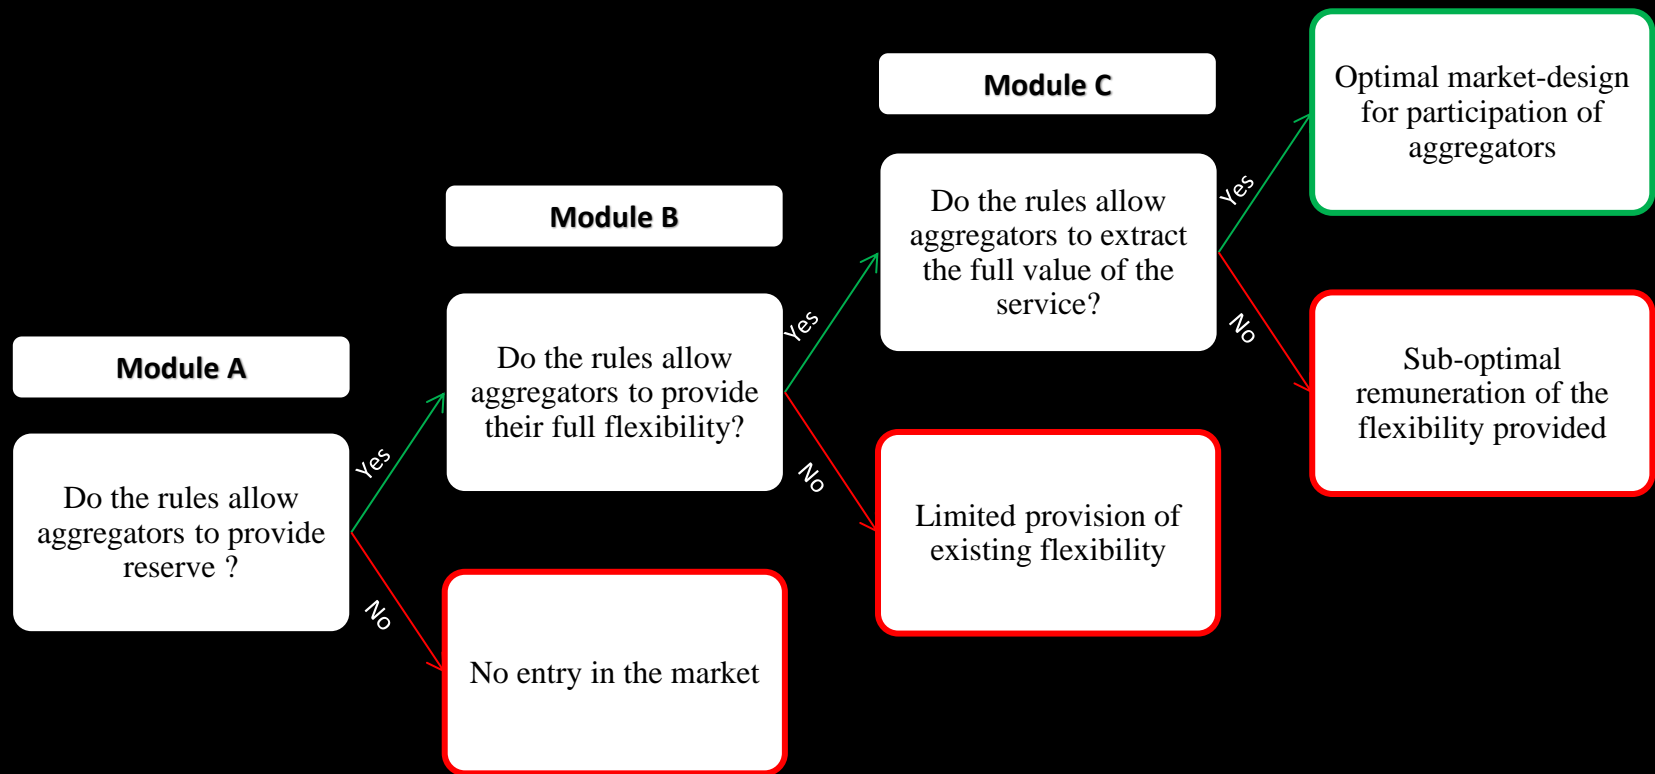 Module A
Do the rules allow
aggregators to provide
reserve ?
Yes
No
No entry in the market
Module B
Do the rules allow
aggregators to provide
their full flexibility?
Yes
No
Limited provision of
existing flexibility
Module C
Do the rules allow
aggregators to extract
the full value of the
service?
Yes
No
Optimal market-design
for participation of
aggregators
Sub-optimal
remuneration of the
flexibility provided